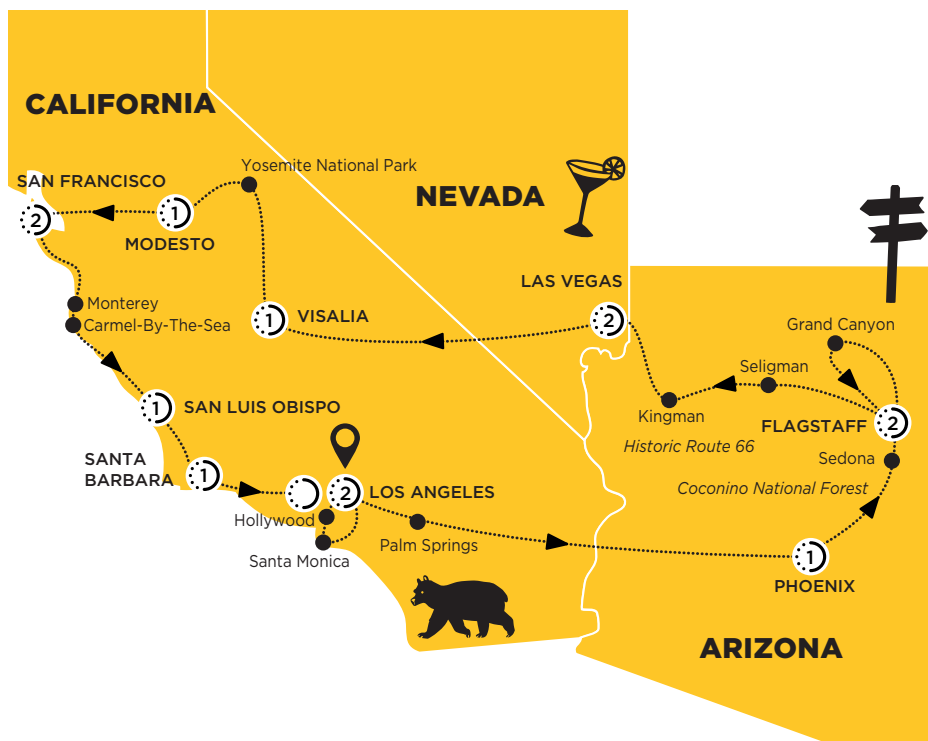 CALIFORNIA
Yosemite National Park
SAN FRANCISCO
NEVADA
2
1
MODESTO
LAS VEGAS
Monterey
1
VISALIA
2
Carmel-By-The-Sea
Grand Canyon
Seligman
Kingman
1
SAN LUIS OBISPO
FLAGSTAFF
2
Historic Route 66
SANTA
BARBARA
1
Sedona
2
LOS ANGELES
Coconino National Forest
Hollywood
Palm Springs
Santa Monica
1
PHOENIX
ARIZONA